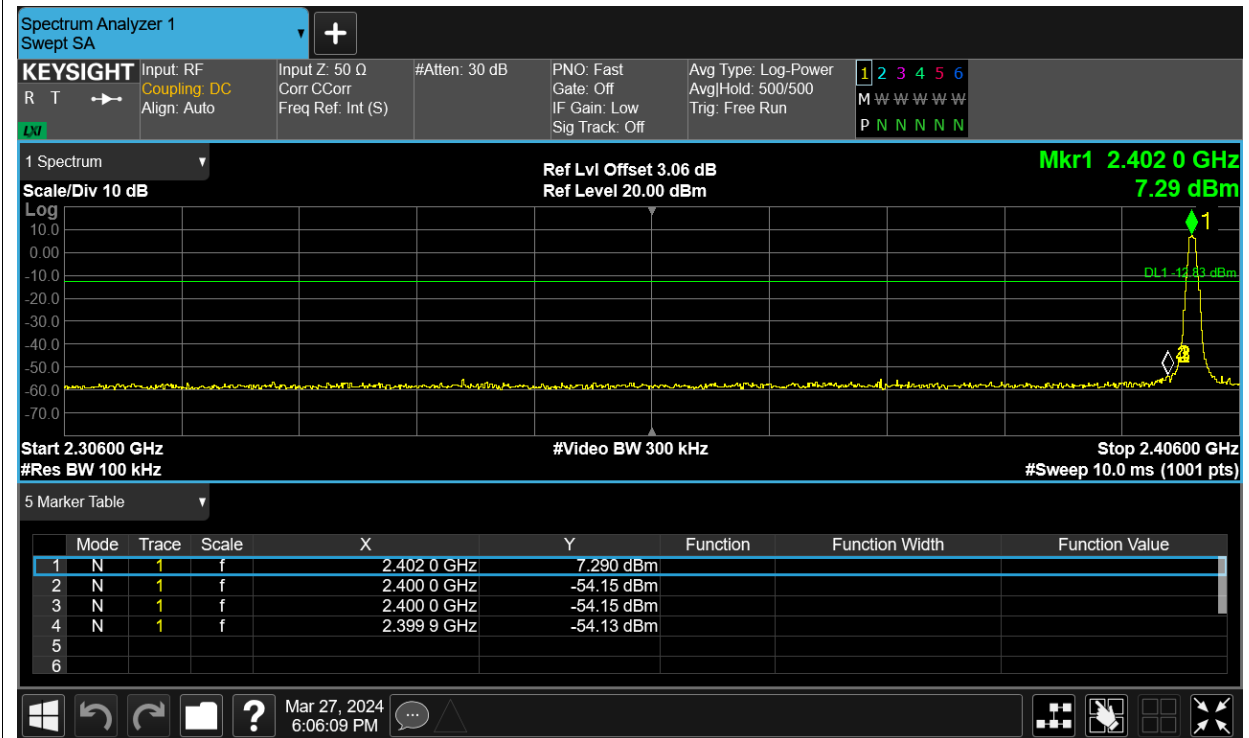 Spectrum Analyzer 1
Swept SA
KEYSIGHT
R T
LXI
Input: RF
Coupling: DC
Align: Auto
Input Z: 50 Ω
Corr CCorr
Freq Ref: Int (S)
#Atten: 30 dB
PNO: Fast
Gate: Off
IF Gain: Low
Sig Track: Off
Avg Type: Log-Power
Avg|Hold: 500/500
Trig: Free Run
1 2 3 4 5 6
M W W W W W
P N N N N N
1 Spectrum
Scale/Div 10 dB
Ref Lvl Offset 3.06 dB
Ref Level 20.00 dBm
Mkr1 2.402 0 GHz
7.29 dBm
Log
10.0
0.00
-10.0
-20.0
-30.0
-40.0
-50.0
-60.0
-70.0
1
DL1 -12.83 dBm
Start 2.30600 GHz
#Video BW 300 kHz
Stop 2.40600 GHz
#Res BW 100 kHz
#Sweep 10.0 ms (1001 pts)
5 Marker Table
Mode Trace Scale X Y Function Function Width Function Value
1 N 1 f 2.402 0 GHz 7.290 dBm
2 N 1 f 2.400 0 GHz -54.15 dBm
3 N 1 f 2.400 0 GHz -54.15 dBm
4 N 1 f 2.399 9 GHz -54.13 dBm
5
6
?
Mar 27, 2024
6:06:09 PM